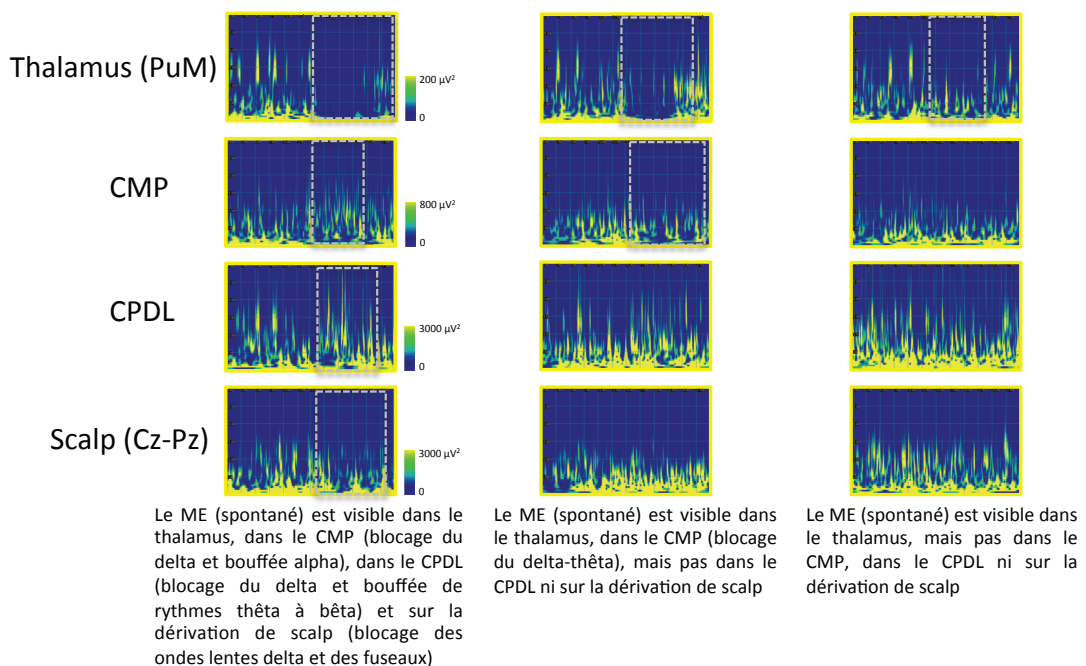 Thalamus (PuM)
200 µV²
0
CMP
800 µV²
0
CPDL
3000 µV²
0
Scalp (Cz-Pz)
3000 µV²
0
Le ME (spontané) est visible dans le
thalamus, dans le CMP (blocage du
delta et bouffée alpha), dans le CPDL
(blocage du delta et bouffée de
rythmes thêta à bêta) et sur la
dérivation de scalp (blocage des
ondes lentes delta et des fuseaux)
Le ME (spontané) est visible dans
le thalamus, dans le CMP (blocage
du delta-thêta), mais pas dans le
CPDL ni sur la dérivation de scalp
Le ME (spontané) est visible dans
le thalamus, mais pas dans le
CMP, dans le CPDL ni sur la
dérivation de scalp